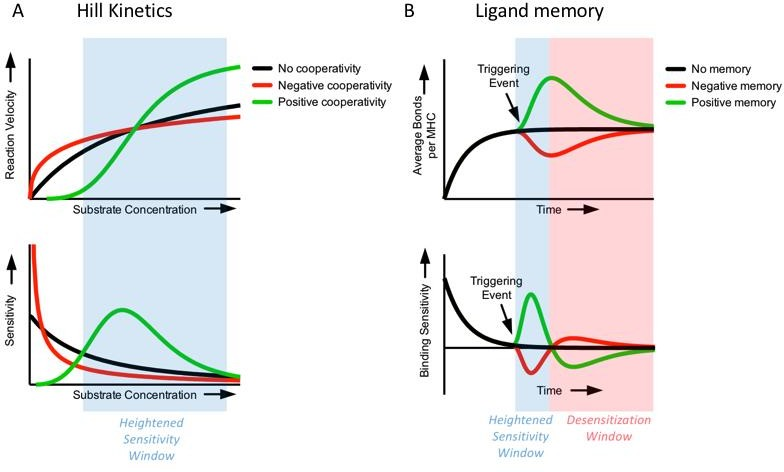 A
Hill Kinetics
Reaction Velocity
No cooperativity
Negative cooperativity
Positive cooperativity
Substrate Concentration
Sensitivity
Substrate Concentration
Heightened
Sensitivity
Window
B
Ligand memory
Average Bonds
per MHC
Triggering
Event
No memory
Negative memory
Positive memory
Time
Binding Sensitivity
Triggering
Event
Time
Heightened
Sensitivity
Window
Desensitization
Window